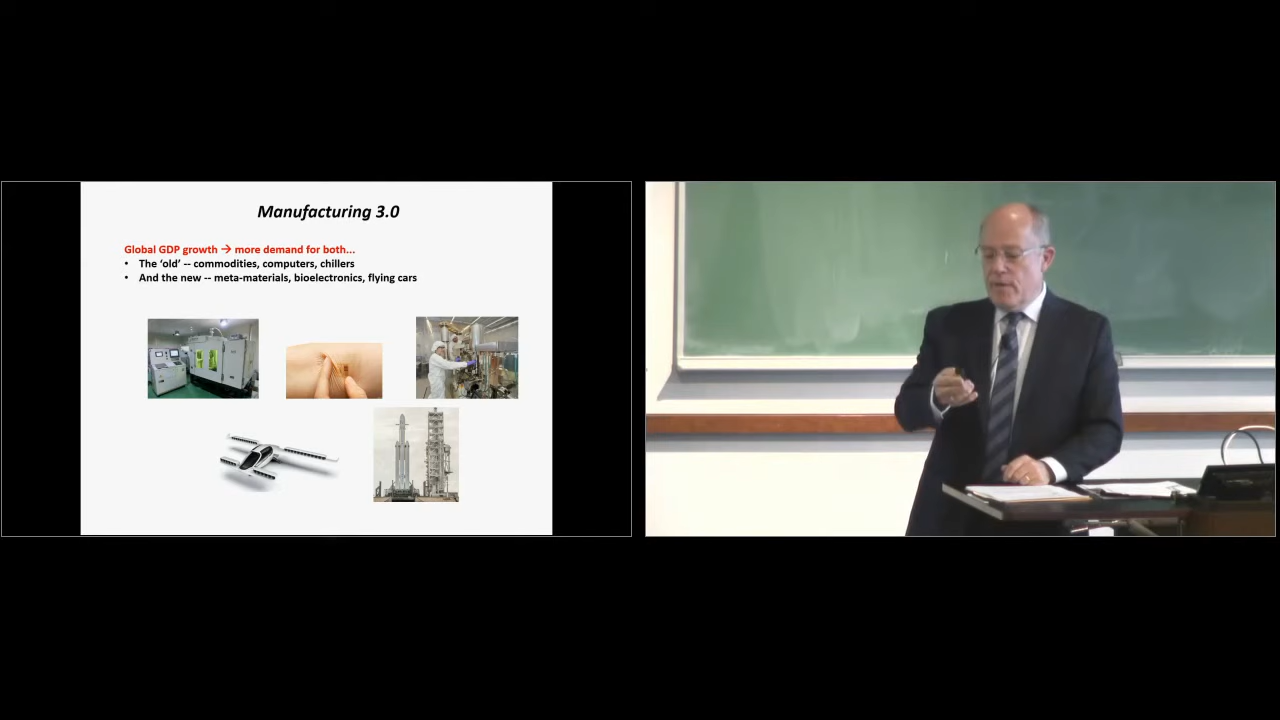 Manufacturing 3.0
Global GDP growth → more demand for both...
• The ‘old’ -- commodities, computers, chillers
• And the new -- meta-materials, bioelectronics, flying cars